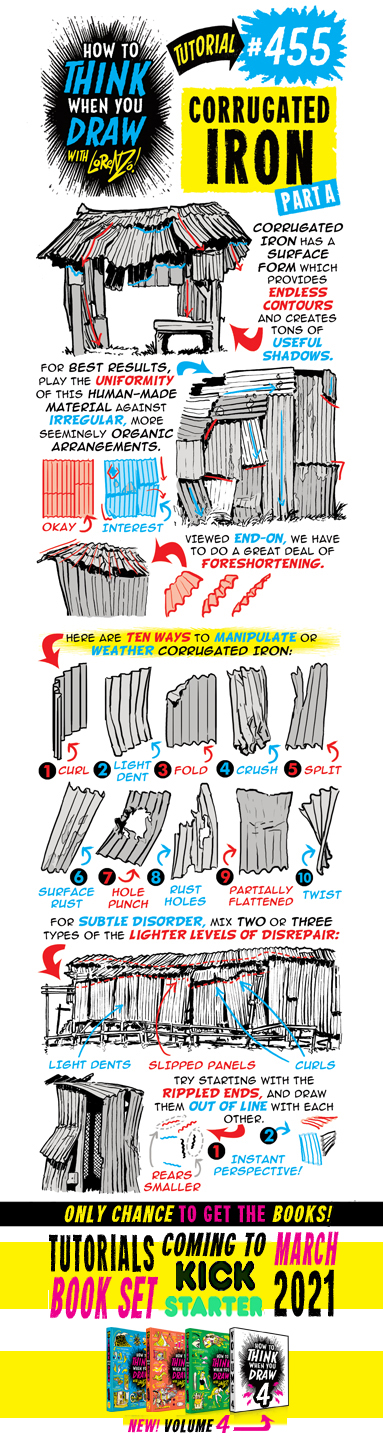 HOW TO
THINK
WHEN YOU
DRAW
WITH LORENZO!
TUTORIAL
#455
CORRUGATED
IRON
PART A
CORRUGATED
IRON HAS A
SURFACE
FORM WHICH
PROVIDES
ENDLESS
CONTOURS
AND CREATES
TONS OF
USEFUL
SHADOWS.
FOR BEST RESULTS,
PLAY THE UNIFORMITY
OF THIS HUMAN-MADE
MATERIAL AGAINST
IRREGULAR, MORE
SEEMINGLY ORGANIC
ARRANGEMENTS.
OKAY
INTEREST
VIEWED END-ON, WE HAVE
TO DO A GREAT DEAL OF
FORESHORTENING.
HERE ARE TEN WAYS TO MANIPULATE OR
WEATHER CORRUGATED IRON:
1 CURL
2 LIGHT
DENT
3 FOLD
4 CRUSH
5 SPLIT
6
SURFACE
RUST
7
HOLE
PUNCH
8
RUST
HOLES
9
PARTIALLY
FLATTENED
10
TWIST
FOR SUBTLE DISORDER, MIX TWO OR THREE
TYPES OF THE LIGHTER LEVELS OF DISREPAIR:
LIGHT DENTS
SLIPPED PANELS
CURLS
TRY STARTING WITH THE
RIPPLED ENDS, AND DRAW
THEM OUT OF LINE WITH EACH
OTHER.
1
2
INSTANT
PERSPECTIVE!
REARS
SMALLER
ONLY CHANCE TO GET THE BOOKS!
TUTORIALS
BOOK SET
COMING TO
KICK
STARTER
MARCH
2021
HOW TO
THINK
WHEN YOU
DRAW
4
NEW! VOLUME 4